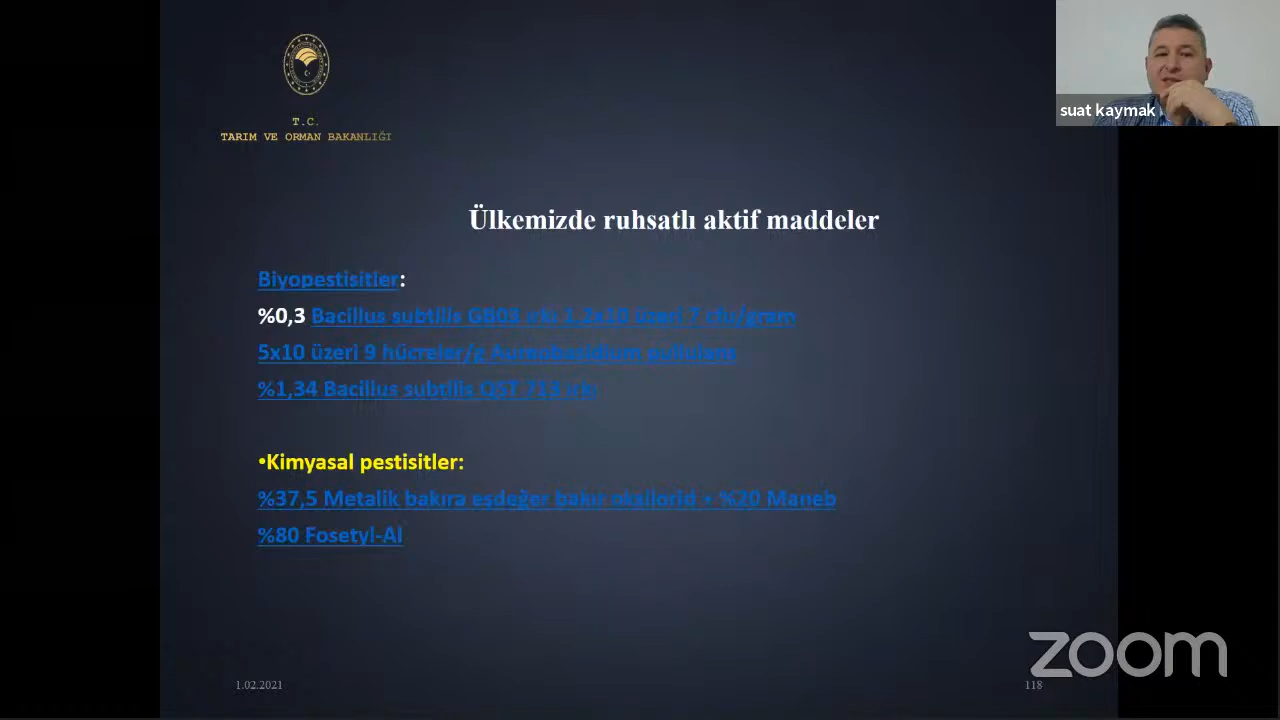 T.C.
TARIM VE ORMAN BAKANLIĞI
suat kaymak
Ülkemizde ruhsatlı aktif maddeler
Biyopestisitler:
%0,3 Bacillus subtilis GB03 ırkı 1,2x10 üzeri 7 cfu/gram
5x10 üzeri 9 hücreler/g Aureobasidium pullulans
%1,34 Bacillus subtilis QST 713 ırkı
•Kimyasal pestisitler:
%37,5 Metalik bakıra eşdeğer bakır oksiklorid + %20 Maneb
%80 Fosetyl-Al
zoom
1.02.2021
118